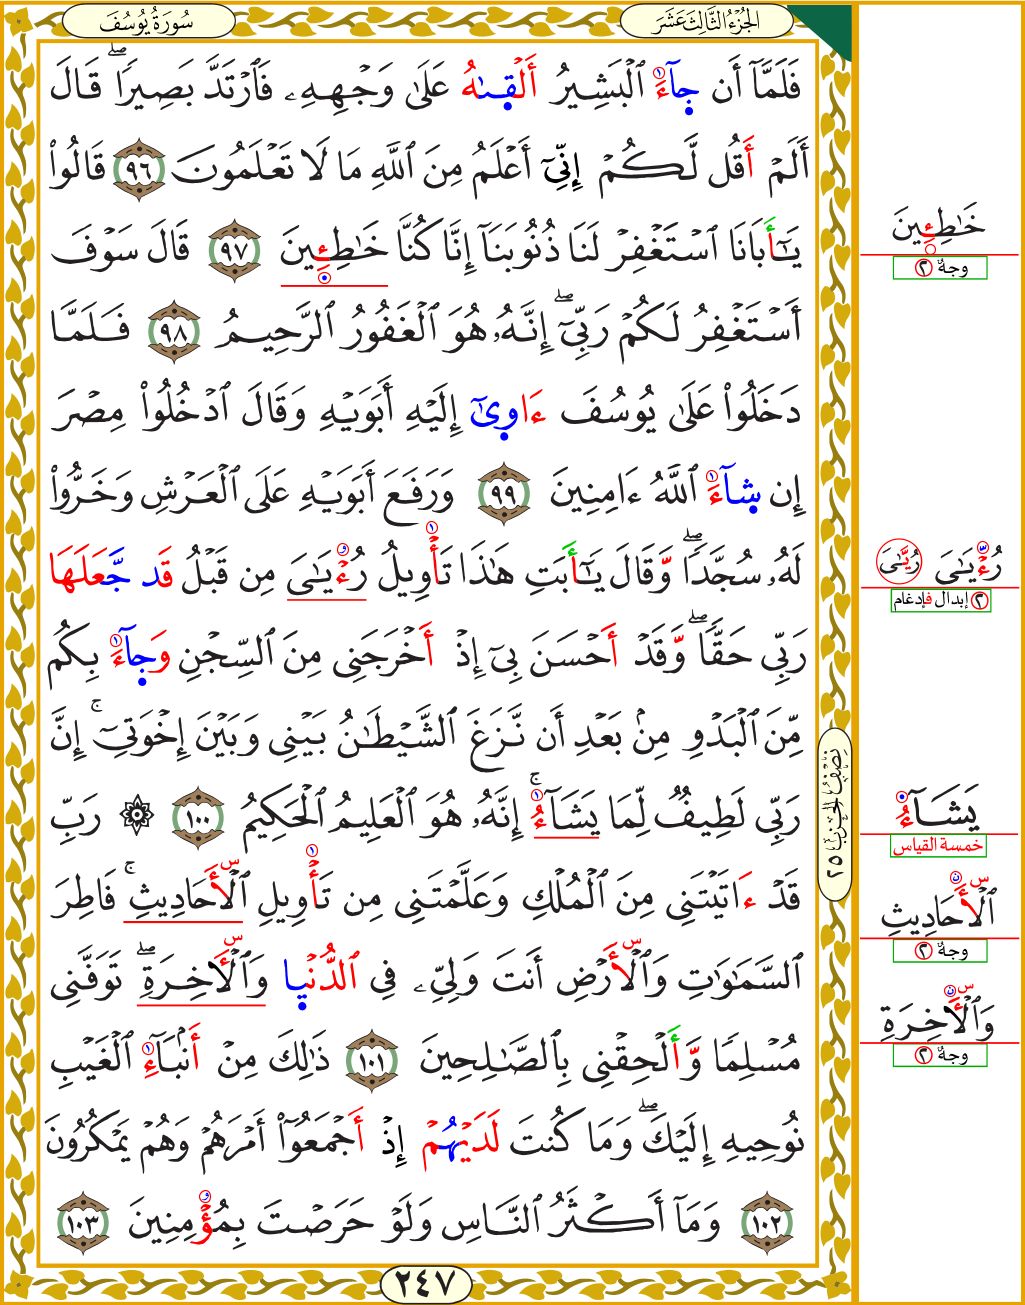 سُورَةُ يُوسُفَ
الجُزْءُ الثَّالِثَ عَشَرَ
فَلَمَّآ أَن جَآءَ ٱلْبَشِيرُ أَلْقَىٰهُ عَلَىٰ وَجْهِهِۦ فَٱرْتَدَّ بَصِيرًاۖ قَالَ
أَلَمْ أَقُل لَّكُمْ إِنِّىٓ أَعْلَمُ مِنَ ٱللَّهِ مَا لَا تَعْلَمُونَ ٩٦ قَالُوا۟
يَـٰٓأَبَانَا ٱسْتَغْفِرْ لَنَا ذُنُوبَنَآ إِنَّا كُنَّا خَـٰطِـِٔينَ ٩٧ قَالَ سَوْفَ
أَسْتَغْفِرُ لَكُمْ رَبِّىٓۖ إِنَّهُۥ هُوَ ٱلْغَفُورُ ٱلرَّحِيمُ ٩٨ فَلَمَّا
دَخَلُوا۟ عَلَىٰ يُوسُفَ ءَاوَىٰٓ إِلَيْهِ أَبَوَيْهِ وَقَالَ ٱدْخُلُوا۟ مِصْرَ
إِن شَآءَ ٱللَّهُ ءَامِنِينَ ٩٩ وَرَفَعَ أَبَوَيْهِ عَلَى ٱلْعَرْشِ وَخَرُّوا۟
لَهُۥ سُجَّدًاۖ وَّقَالَ يَـٰٓأَبَتِ هَـٰذَا تَأْوِيلُ رُءْيَـٰىَ مِن قَبْلُ قَد جَّعَلَهَا
رَبِّى حَقًّاۖ وَّقَدْ أَحْسَنَ بِىٓ إِذْ أَخْرَجَنِى مِنَ ٱلسِّجْنِ وَجَآءَ بِكُم
مِّنَ ٱلْبَدْوِ مِنۢ بَعْدِ أَن نَّزَغَ ٱلشَّيْطَـٰنُ بَيْنِى وَبَيْنَ إِخْوَتِىٓۚ إِنَّ
رَبِّى لَطِيفٌ لِّمَا يَشَآءُۚ إِنَّهُۥ هُوَ ٱلْعَلِيمُ ٱلْحَكِيمُ ١٠٠ ۞ رَبِّ
قَدْ ءَاتَيْتَنِى مِنَ ٱلْمُلْكِ وَعَلَّمْتَنِى مِن تَأْوِيلِ ٱلْأَحَادِيثِۚ فَاطِرَ
ٱلسَّمَـٰوَٰتِ وَٱلْأَرْضِ أَنتَ وَلِىِّۦ فِى ٱلدُّنْيَا وَٱلْـَٔاخِرَةِۖ تَوَفَّنِى
مُسْلِمًا وَّأَلْحِقْنِى بِٱلصَّـٰلِحِينَ ١٠١ ذَٰلِكَ مِنْ أَنۢبَآءِ ٱلْغَيْبِ
نُوحِيهِ إِلَيْكَۖ وَمَا كُنتَ لَدَيْهُمْ إِذْ أَجْمَعُوٓا۟ أَمْرَهُمْ وَهُمْ يَمْكُرُونَ
١٠٢ وَمَآ أَكْثَرُ ٱلنَّاسِ وَلَوْ حَرَصْتَ بِمُؤْمِنِينَ ١٠٣
٢٤٧
نِصْفُ الحِزْبِ ٢٥
خَـٰطِـِٔينَ
وجهٌ ٢
رُءْيَـٰىَ رُيَّـٰىَ
٢ إبدال فإدغام
يَشَآءُ
خمسة القياس
ٱلْأَحَادِيثِ
وجهٌ ٢
وَٱلْـَٔاخِرَةِ
وجهٌ ٢